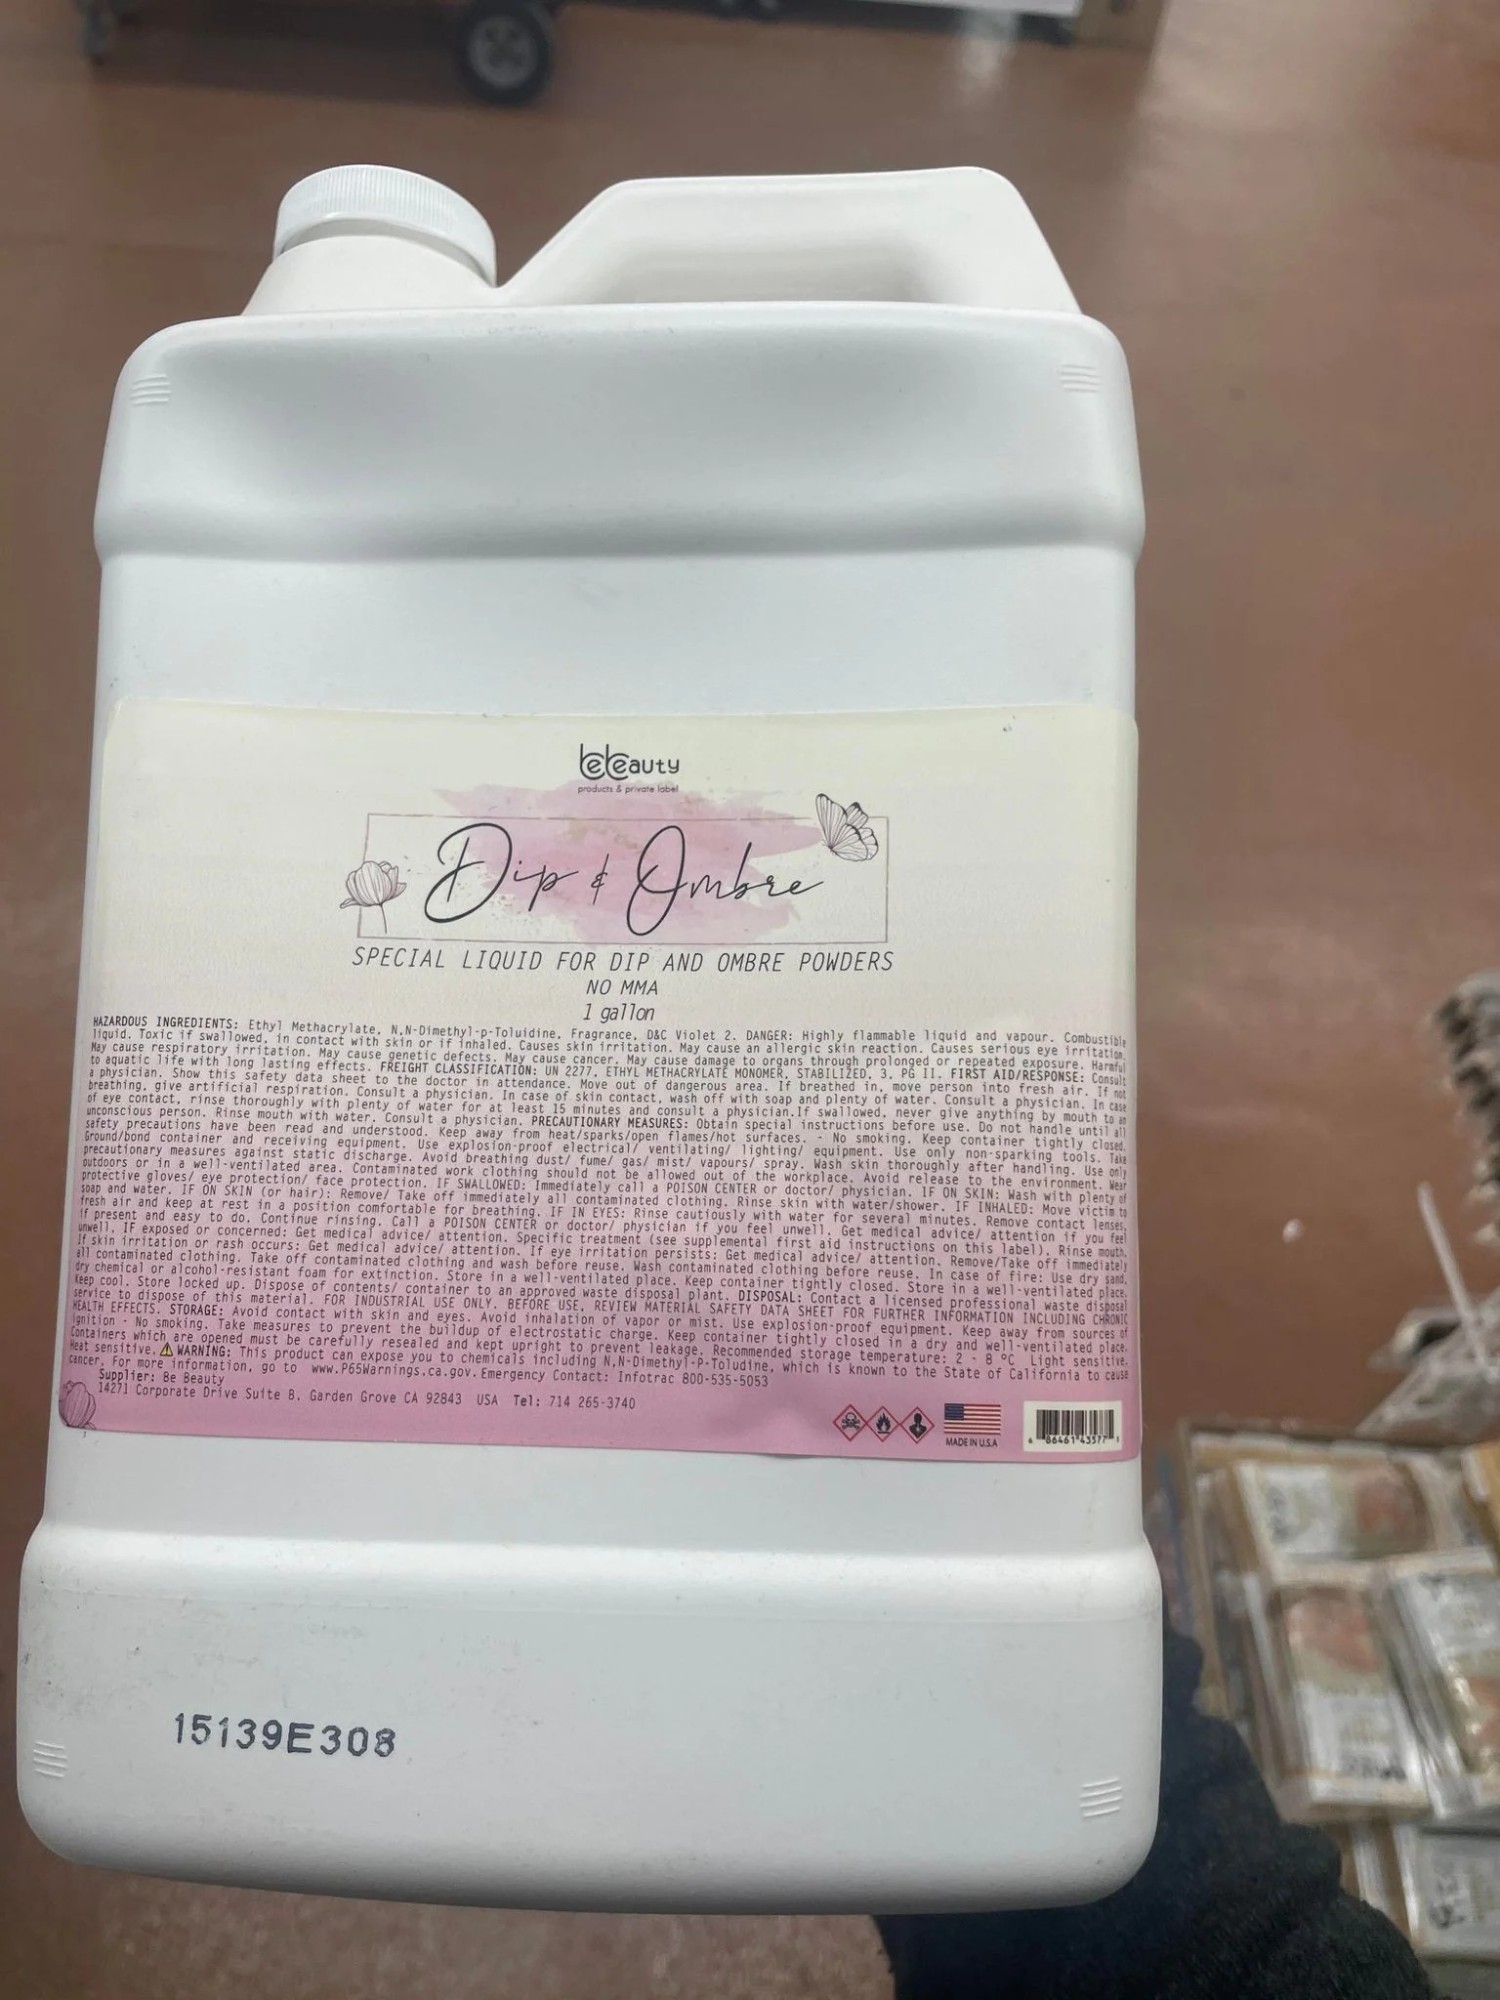 beBeauty
products & private label
Dip & Ombre
SPECIAL LIQUID FOR DIP AND OMBRE POWDERS
NO MMA
1 gallon
HAZARDOUS INGREDIENTS: Ethyl Methacrylate, N,N-Dimethyl-p-Toluidine, Fragrance, D&C Violet 2. DANGER: Highly flammable liquid and vapour. Combustible
liquid. Toxic if swallowed, in contact with skin or if inhaled. Causes skin irritation. May cause an allergic skin reaction. Causes serious eye irritation.
May cause respiratory irritation. May cause genetic defects. May cause cancer. May cause damage to organs through prolonged or repeated exposure. Harmful
to aquatic life with long lasting effects. FREIGHT CLASSIFICATION: UN 2277, ETHYL METHACRYLATE MONOMER, STABILIZED, 3, PG II. FIRST AID/RESPONSE: Consult
a physician. Show this safety data sheet to the doctor in attendance. Move out of dangerous area. If breathed in, move person into fresh air. If not
breathing, give artificial respiration. Consult a physician. In case of skin contact, wash off with soap and plenty of water. Consult a physician. In case
of eye contact, rinse thoroughly with plenty of water for at least 15 minutes and consult a physician.If swallowed, never give anything by mouth to an
unconscious person. Rinse mouth with water. Consult a physician. PRECAUTIONARY MEASURES: Obtain special instructions before use. Do not handle until all
safety precautions have been read and understood. Keep away from heat/sparks/open flames/hot surfaces. - No smoking. Keep container tightly closed.
Ground/bond container and receiving equipment. Use explosion-proof electrical/ ventilating/ lighting/ equipment. Use only non-sparking tools. Take
precautionary measures against static discharge. Avoid breathing dust/ fume/ gas/ mist/ vapours/ spray. Wash skin thoroughly after handling. Use only
outdoors or in a well-ventilated area. Contaminated work clothing should not be allowed out of the workplace. Avoid release to the environment. Wear
protective gloves/ eye protection/ face protection. IF SWALLOWED: Immediately call a POISON CENTER or doctor/ physician. IF ON SKIN: Wash with plenty of
soap and water. IF ON SKIN (or hair): Remove/ Take off immediately all contaminated clothing. Rinse skin with water/shower. IF INHALED: Move victim to
fresh air and keep at rest in a position comfortable for breathing. IF IN EYES: Rinse cautiously with water for several minutes. Remove contact lenses,
if present and easy to do. Continue rinsing. Call a POISON CENTER or doctor/ physician if you feel unwell. Get medical advice/ attention if you feel
unwell. IF exposed or concerned: Get medical advice/ attention. Specific treatment (see supplemental first aid instructions on this label). Rinse mouth.
If skin irritation or rash occurs: Get medical advice/ attention. If eye irritation persists: Get medical advice/ attention. Remove/Take off immediately
all contaminated clothing. Take off contaminated clothing and wash before reuse. Wash contaminated clothing before reuse. In case of fire: Use dry sand,
dry chemical or alcohol-resistant foam for extinction. Store in a well-ventilated place. Keep container tightly closed. Store in a well-ventilated place.
Keep cool. Store locked up. Dispose of contents/ container to an approved waste disposal plant. DISPOSAL: Contact a licensed professional waste disposal
service to dispose of this material. FOR INDUSTRIAL USE ONLY. BEFORE USE, REVIEW MATERIAL SAFETY DATA SHEET FOR FURTHER INFORMATION INCLUDING CHRONIC
HEALTH EFFECTS. STORAGE: Avoid contact with skin and eyes. Avoid inhalation of vapor or mist. Use explosion-proof equipment. Keep away from sources of
ignition - No smoking. Take measures to prevent the buildup of electrostatic charge. Keep container tightly closed in a dry and well-ventilated place.
Containers which are opened must be carefully resealed and kept upright to prevent leakage. Recommended storage temperature: 2 - 8 °C Light sensitive.
Heat sensitive. ⚠ WARNING: This product can expose you to chemicals including N,N-Dimethyl-p-Toludine, which is known to the State of California to cause
cancer. For more information, go to www.P65Warnings.ca.gov. Emergency Contact: Infotrac 800-535-5053
Supplier: Be Beauty
14271 Corporate Drive Suite B, Garden Grove CA 92843 USA Tel: 714 265-3740
MADE IN U.S.A
15139E308